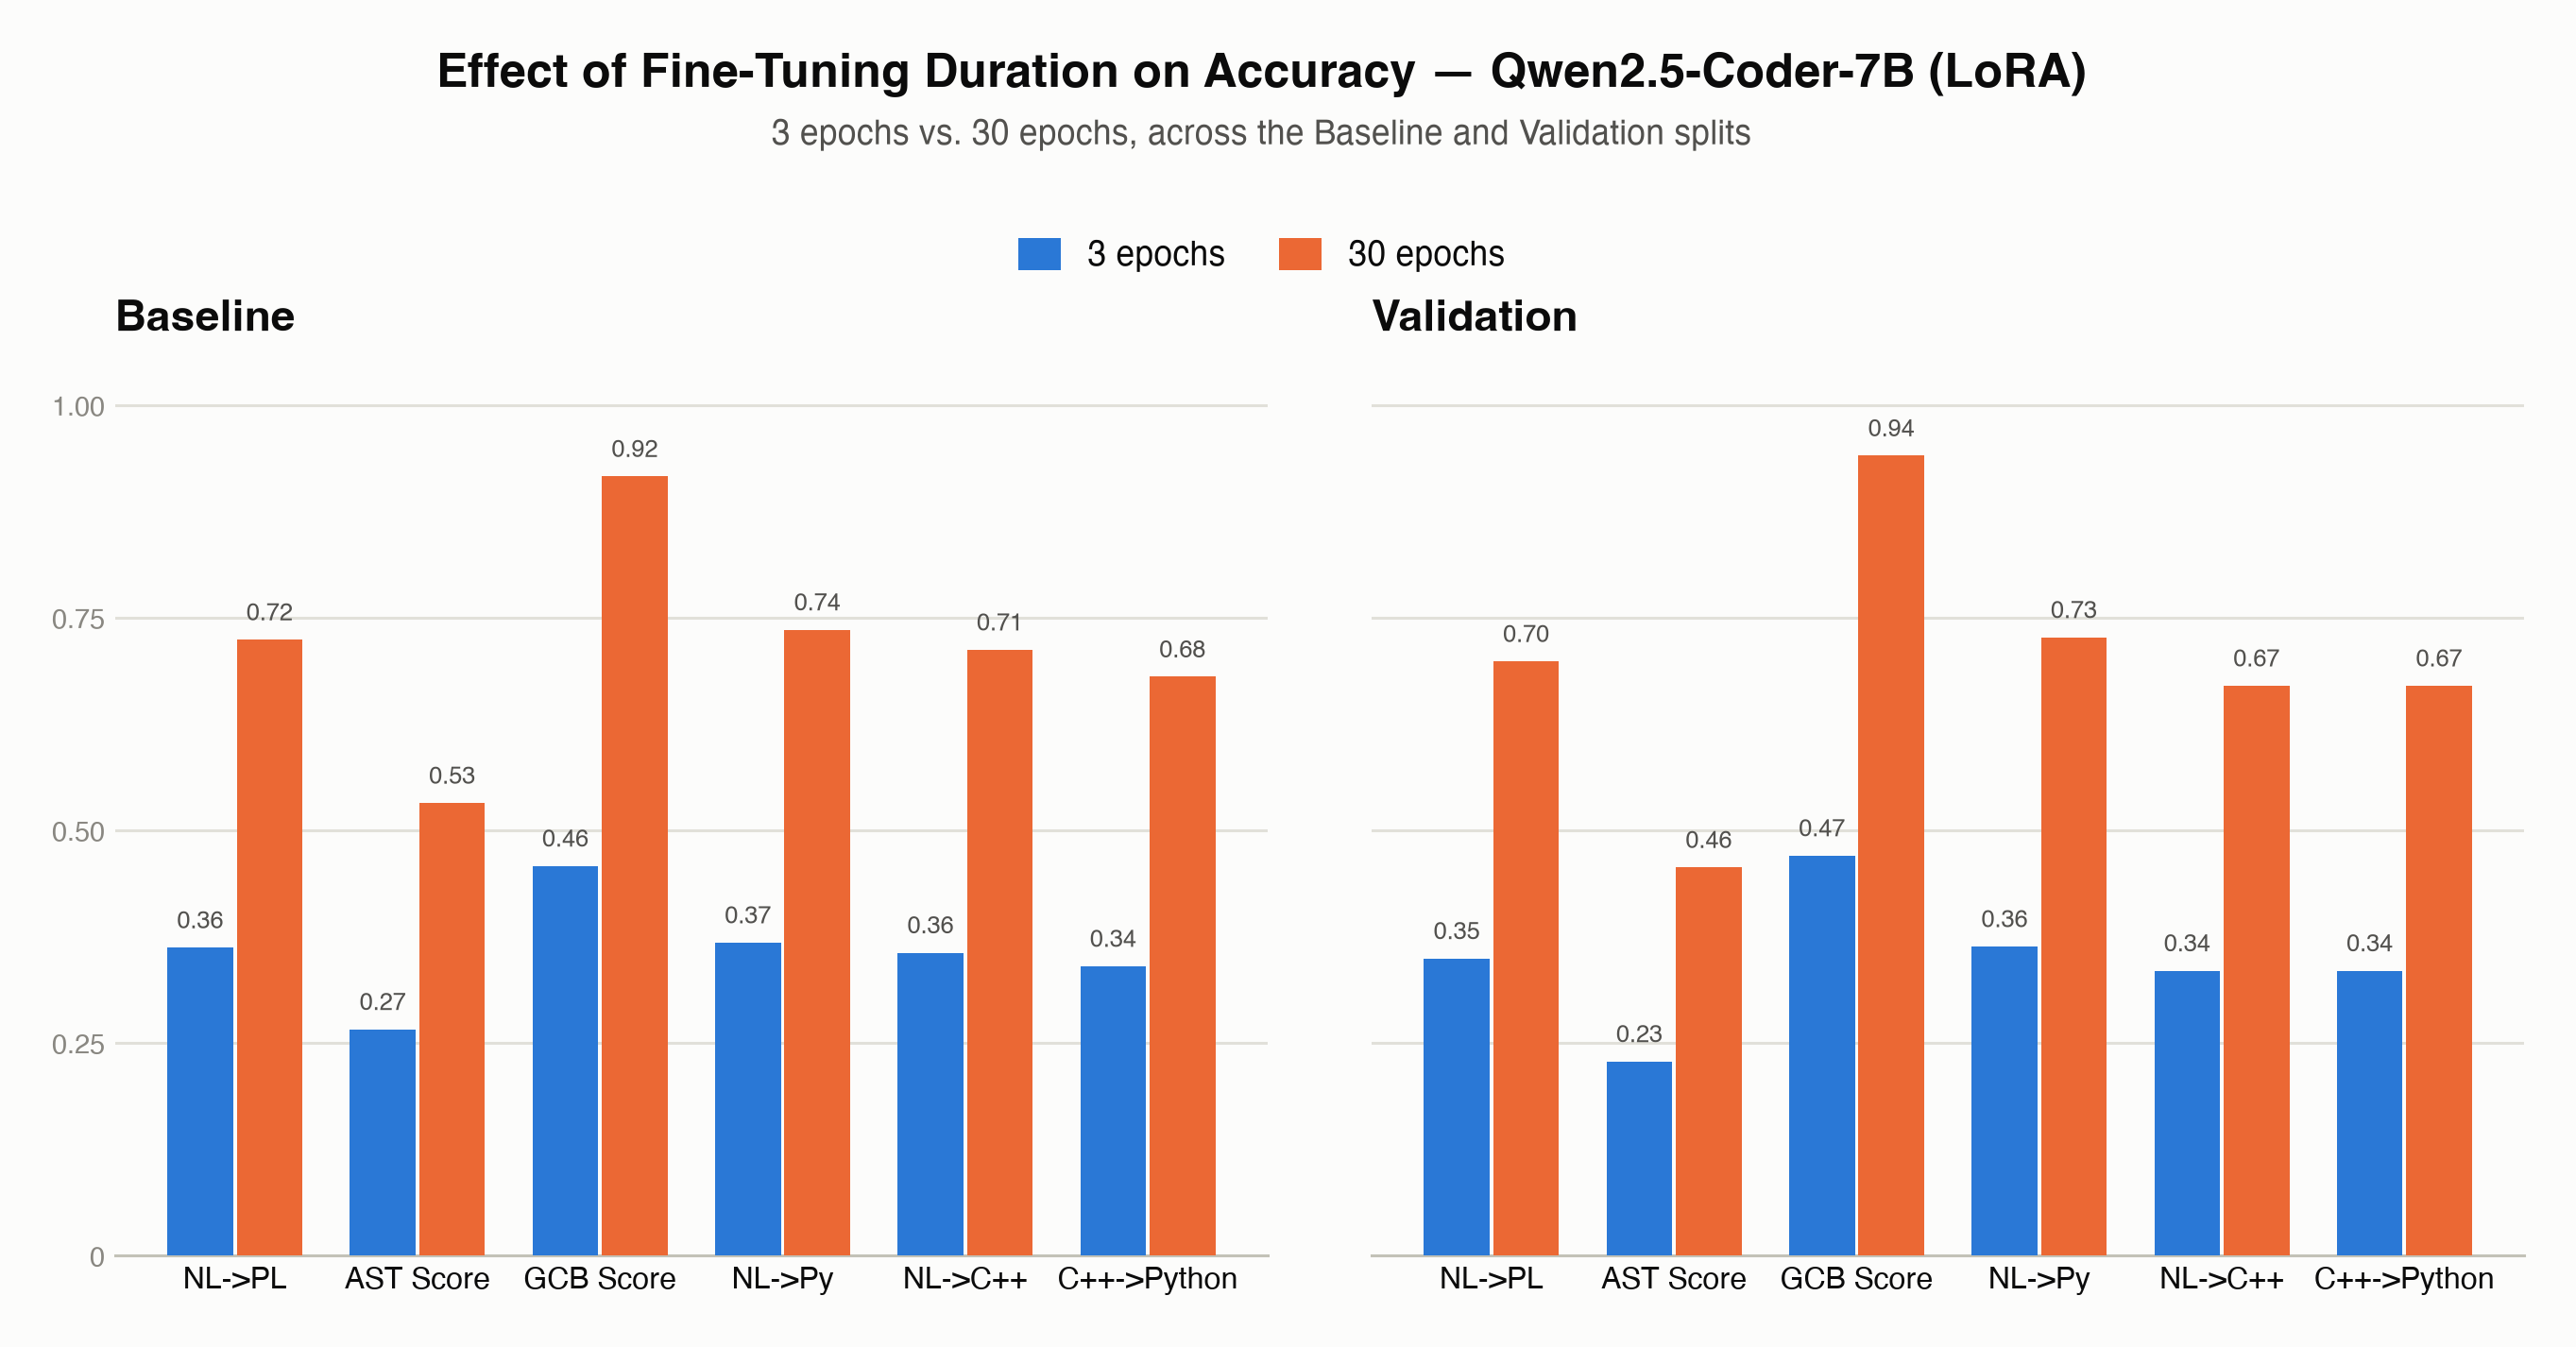 Effect of Fine-Tuning Duration on Accuracy — Qwen2.5-Coder-7B (LoRA)
3 epochs vs. 30 epochs, across the Baseline and Validation splits
3 epochs
30 epochs
Baseline
1.00
0.75
0.50
0.25
0
0.36
0.72
0.27
0.53
0.46
0.92
0.37
0.74
0.36
0.71
0.34
0.68
NL->PL
AST Score
GCB Score
NL->Py
NL->C++
C++->Python
Validation
0.35
0.70
0.23
0.46
0.47
0.94
0.36
0.73
0.34
0.67
0.34
0.67
NL->PL
AST Score
GCB Score
NL->Py
NL->C++
C++->Python